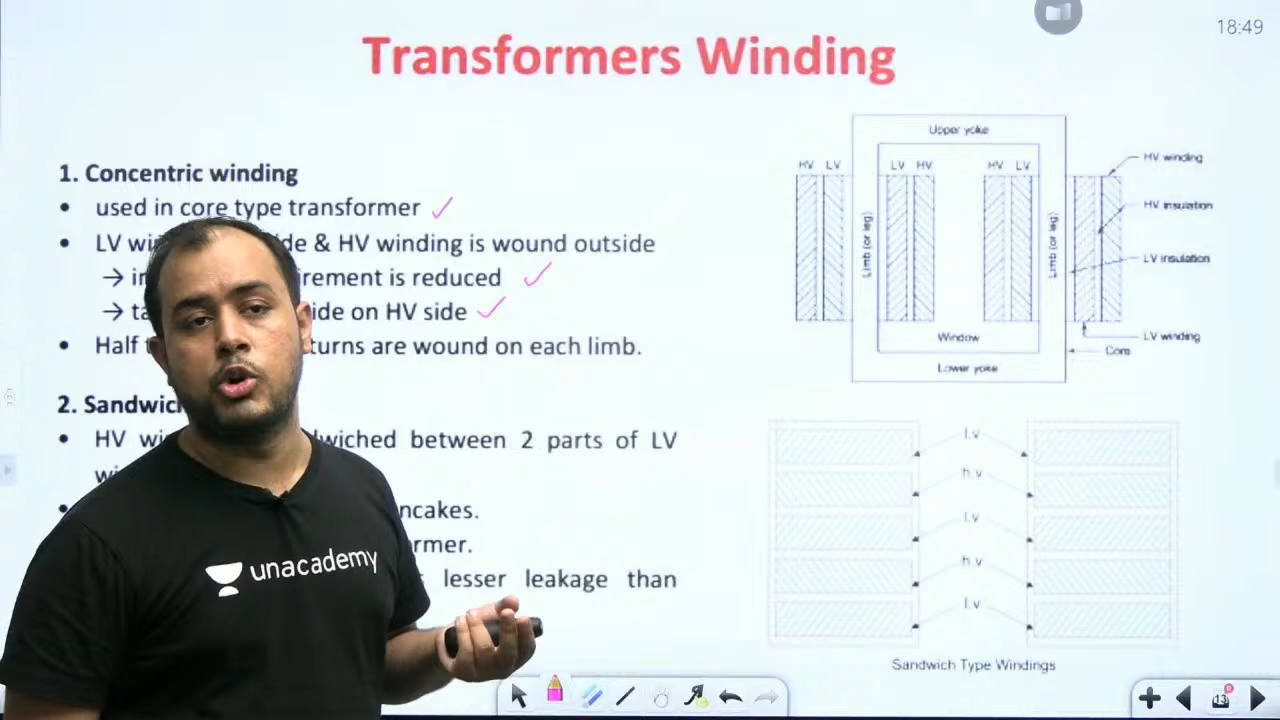 18:49
Transformers Winding
1. Concentric winding
• used in core type transformer
• LV de & HV winding is wound outside
→ irement is reduced
→ ide on HV side
• Half turns are wound on each limb.
2. Sandwic
• HV wi dwiched between 2 parts of LV
ncakes.
rmer.
lesser leakage than
Upper yoke
HV LV
LV HV
HV LV
Limb (or leg)
Limb (or leg)
Window
Lower yoke
HV winding
HV insulation
LV insulation
LV winding
Core
l.v
h.v
l.v
h.v
l.v
Sandwich Type Windings
unacademy
13